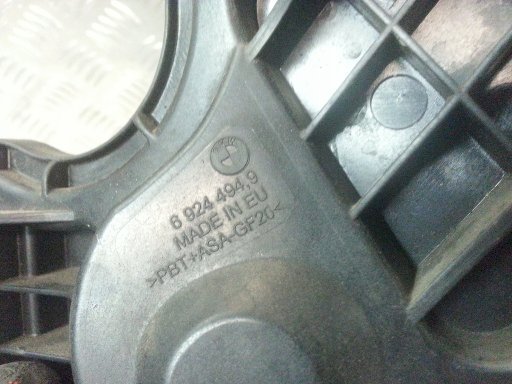 6 924 494.9
MADE IN EU
>PBT+ASA-GF20<